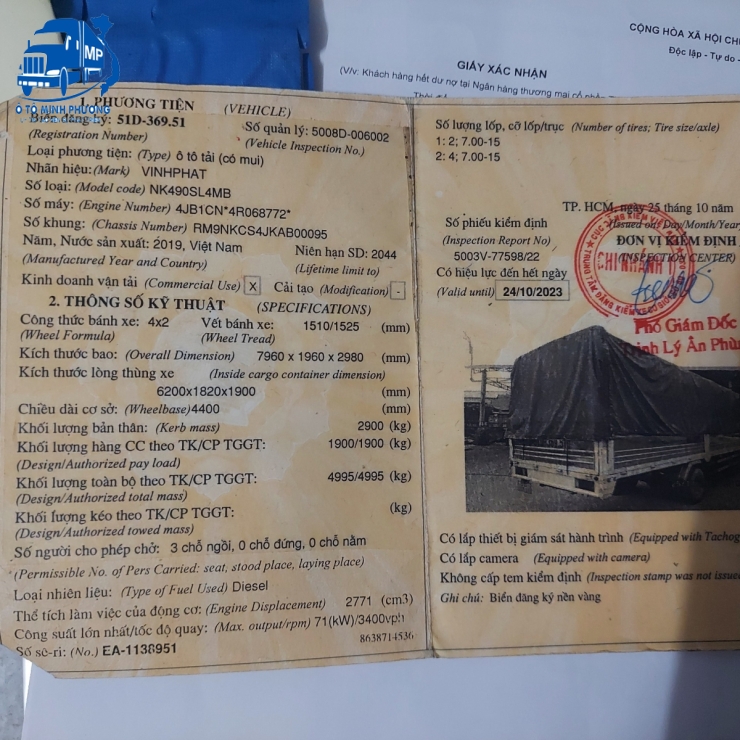 MP
Ô TÔ MINH PHƯƠNG
CỘNG HÒA XÃ HỘI CH
Độc lập - Tự do -
GIẤY XÁC NHẬN
(V/v: Khách hàng hết dư nợ tại Ngân hàng thương mại cổ phần
1. PHƯƠNG TIỆN (VEHICLE)
Biển đăng ký: 51D-369.51
(Registration Number)
Số quản lý: 5008D-006002
(Vehicle Inspection No.)
Loại phương tiện: (Type) ô tô tải (có mui)
Nhãn hiệu: (Mark) VINHPHAT
Số loại: (Model code) NK490SL4MB
Số máy: (Engine Number) 4JB1CN*4R068772*
Số khung: (Chassis Number) RM9NKCS4JKAB00095
Năm, Nước sản xuất: 2019, Việt Nam
(Manufactured Year and Country)
Niên hạn SD: 2044
(Lifetime limit to)
Kinh doanh vận tải (Commercial Use) X Cải tạo (Modification) -
2. THÔNG SỐ KỸ THUẬT (SPECIFICATIONS)
Công thức bánh xe: 4x2 Vết bánh xe: 1510/1525 (mm)
(Wheel Formula) (Wheel Tread)
Kích thước bao: (Overall Dimension) 7960 x 1960 x 2980 (mm)
Kích thước lòng thùng xe (Inside cargo container dimension)
6200x1820x1900 (mm)
Chiều dài cơ sở: (Wheelbase) 4400 (mm)
Khối lượng bản thân: (Kerb mass) 2900 (kg)
Khối lượng hàng CC theo TK/CP TGGT: 1900/1900 (kg)
(Design/Authorized pay load)
Khối lượng toàn bộ theo TK/CP TGGT: 4995/4995 (kg)
(Design/Authorized total mass)
Khối lượng kéo theo TK/CP TGGT: (kg)
(Design/Authorized towed mass)
Số người cho phép chở: 3 chỗ ngồi, 0 chỗ đứng, 0 chỗ nằm
(Permissible No. of Pers Carried: seat, stood place, laying place)
Loại nhiên liệu: (Type of Fuel Used) Diesel
Thể tích làm việc của động cơ: (Engine Displacement) 2771 (cm3)
Công suất lớn nhất/tốc độ quay: (Max. output/rpm) 71(kW)/3400vph
8638714536
Số sê-ri: (No.) EA-1138951
Số lượng lốp, cỡ lốp/trục (Number of tires; Tire size/axle)
1: 2; 7.00-15
2: 4; 7.00-15
TP. HCM, ngày 25 tháng 10 năm
(Issued on: Day/Month/Year
Số phiếu kiểm định
(Inspection Report No)
5003V-77598/22
ĐƠN VỊ KIỂM ĐỊNH
(INSPECTION CENTER)
CHI NHÁNH
Có hiệu lực đến hết ngày
(Valid until) 24/10/2023
Phó Giám Đốc
Trịnh Lý Ân Phùn
Có lắp thiết bị giám sát hành trình (Equipped with Tachog
Có lắp camera (Equipped with camera)
Không cấp tem kiểm định (Inspection stamp was not issued
Ghi chú: Biển đăng ký nền vàng